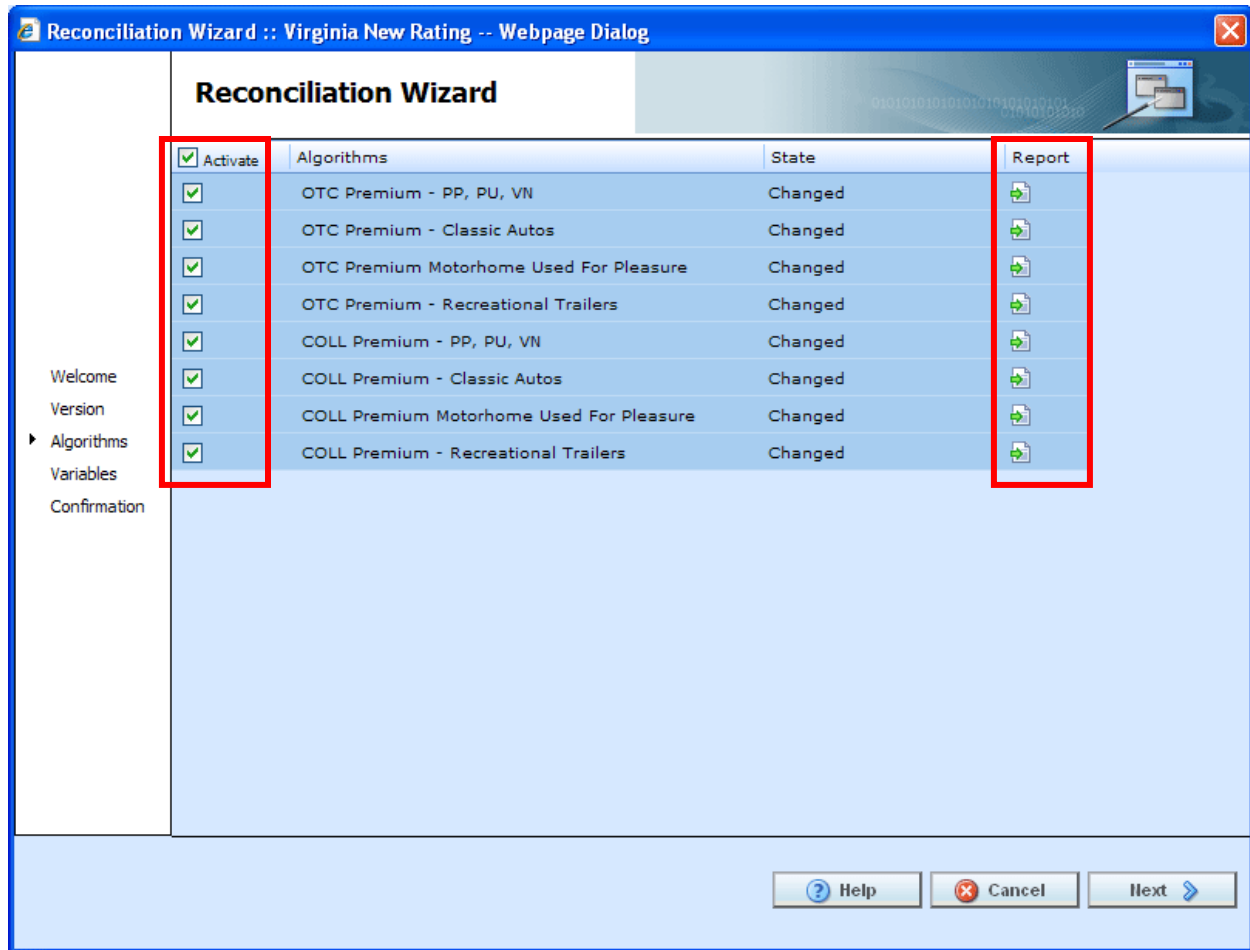 Reconciliation Wizard :: Virginia New Rating -- Webpage Dialog
Reconciliation Wizard
Activate Algorithms State Report
OTC Premium - PP, PU, VN Changed
OTC Premium - Classic Autos Changed
OTC Premium Motorhome Used For Pleasure Changed
OTC Premium - Recreational Trailers Changed
COLL Premium - PP, PU, VN Changed
COLL Premium - Classic Autos Changed
COLL Premium Motorhome Used For Pleasure Changed
COLL Premium - Recreational Trailers Changed
Welcome
Version
Algorithms
Variables
Confirmation
Help Cancel Next